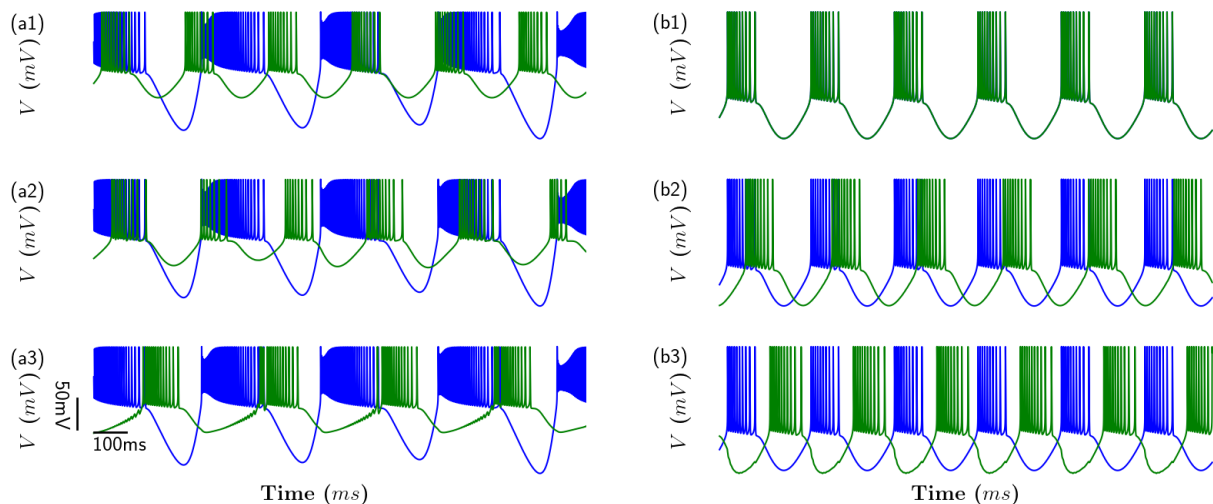 (a1)
V (mV)
(a2)
V (mV)
(a3)
V (mV)
50mV
100ms
Time (ms)
(b1)
V (mV)
(b2)
V (mV)
(b3)
V (mV)
Time (ms)